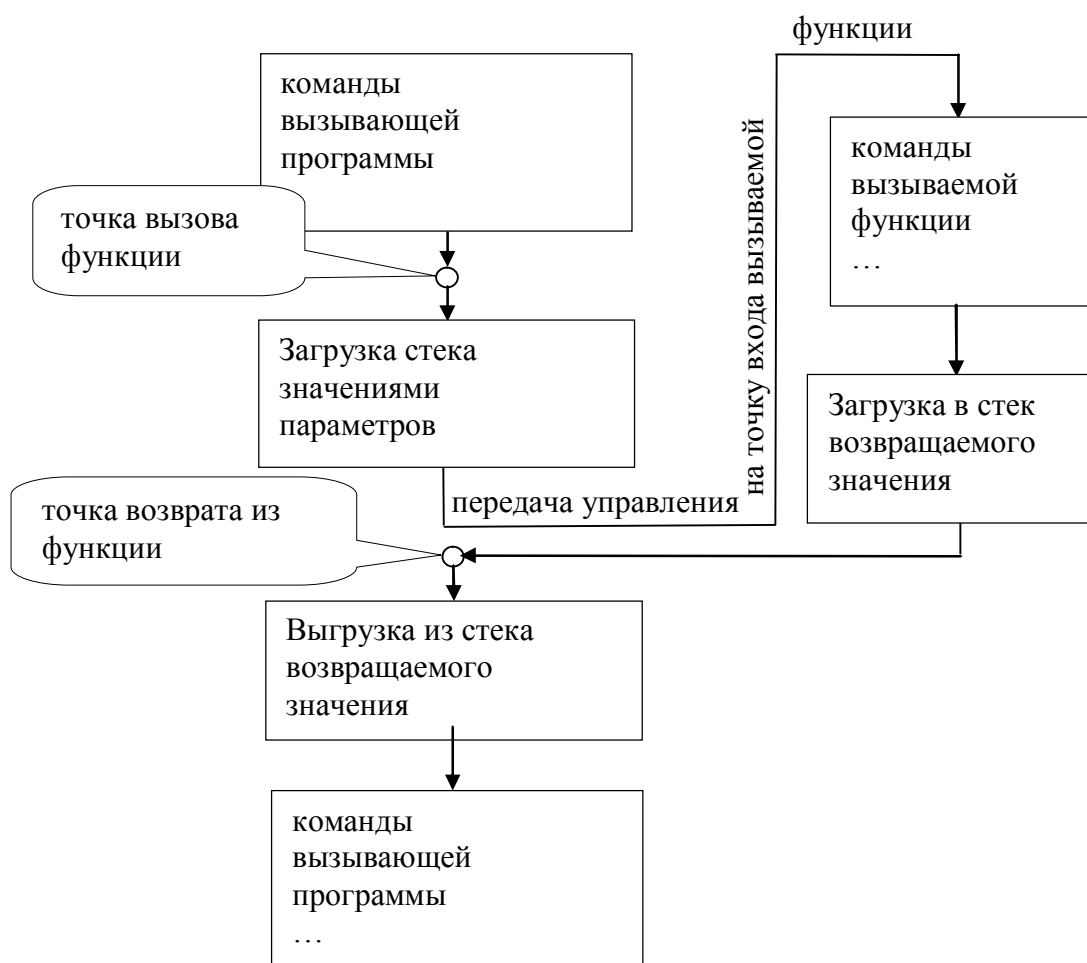 команды
вызывающей
программы
точка вызова
функции
Загрузка стека
значениями
параметров
передача управления
на точку входа вызываемой
функции
команды
вызываемой
функции
…
Загрузка в стек
возвращаемого
значения
точка возврата из
функции
Выгрузка из стека
возвращаемого
значения
команды
вызывающей
программы
…